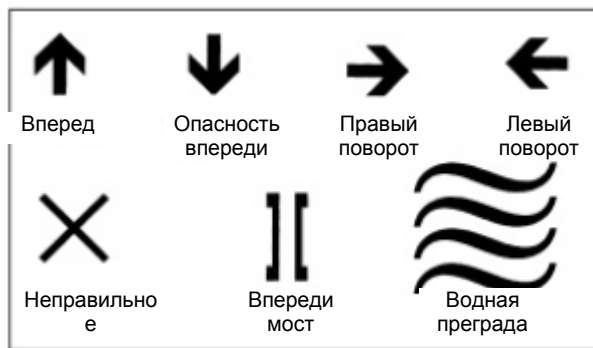 Вперед
Опасность
впереди
Правый
поворот
Левый
поворот
Неправильно
е
Впереди
мост
Водная
преграда